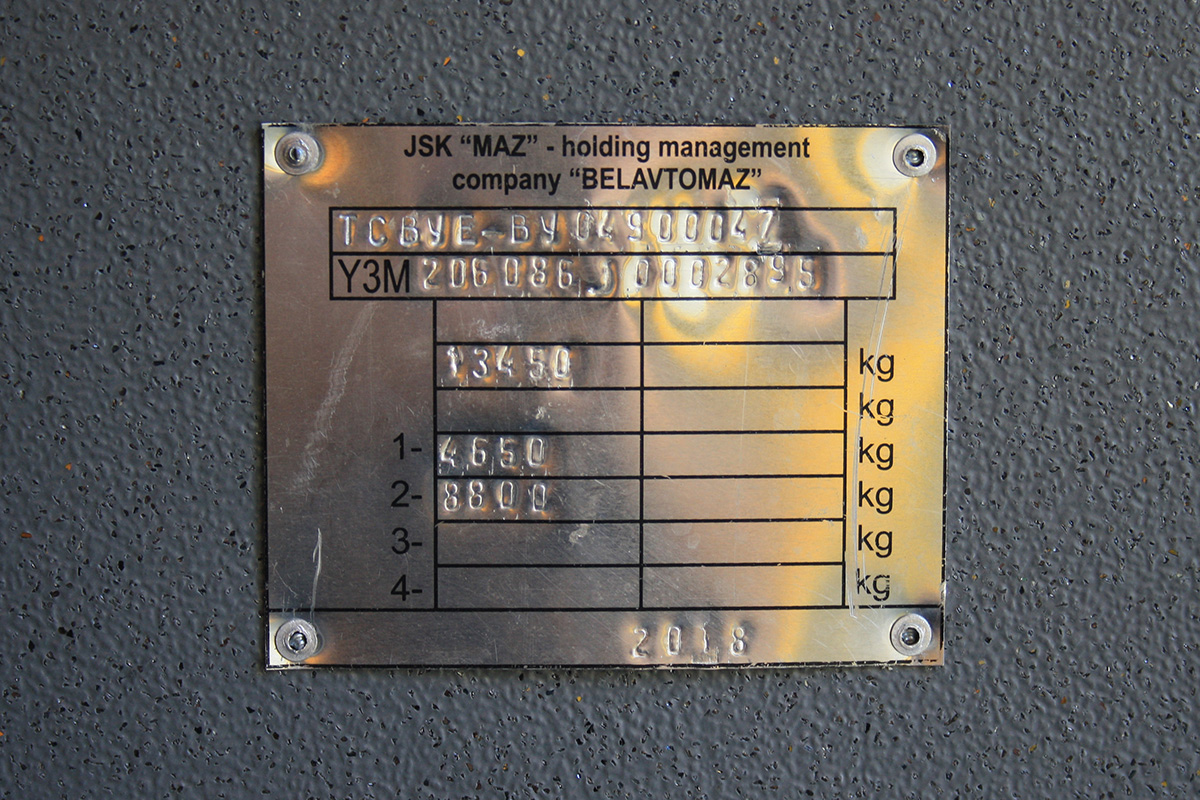 JSK “MAZ” - holding management
company “BELAVTOMAZ”
TCBYE-BY 04900047
Y3M 206086J0002895
13450 kg
kg
1- 4650 kg
2- 8800 kg
3- kg
4- kg
2018